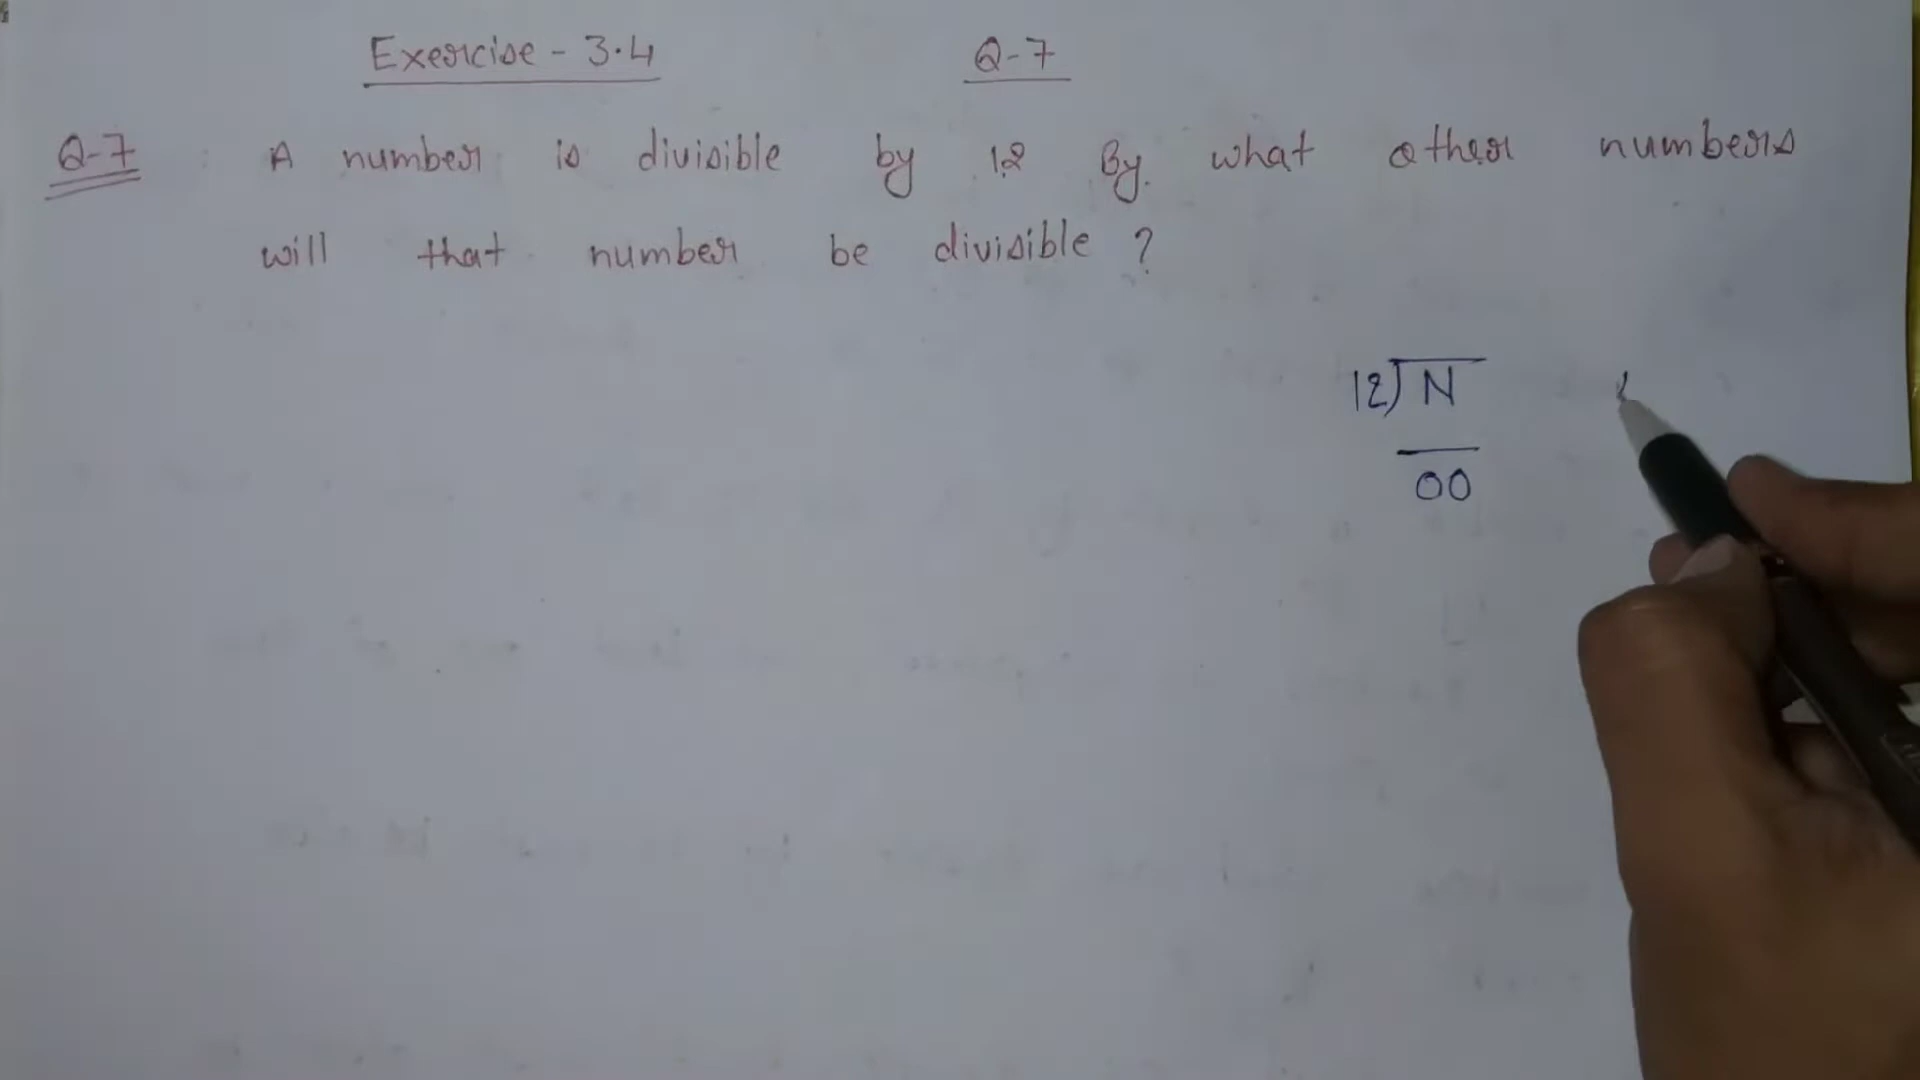 Exercise - 3.4 Q-7
Q-7 A number is divisible by 12 By what other numbers
will that number be divisible ?
12) N
00